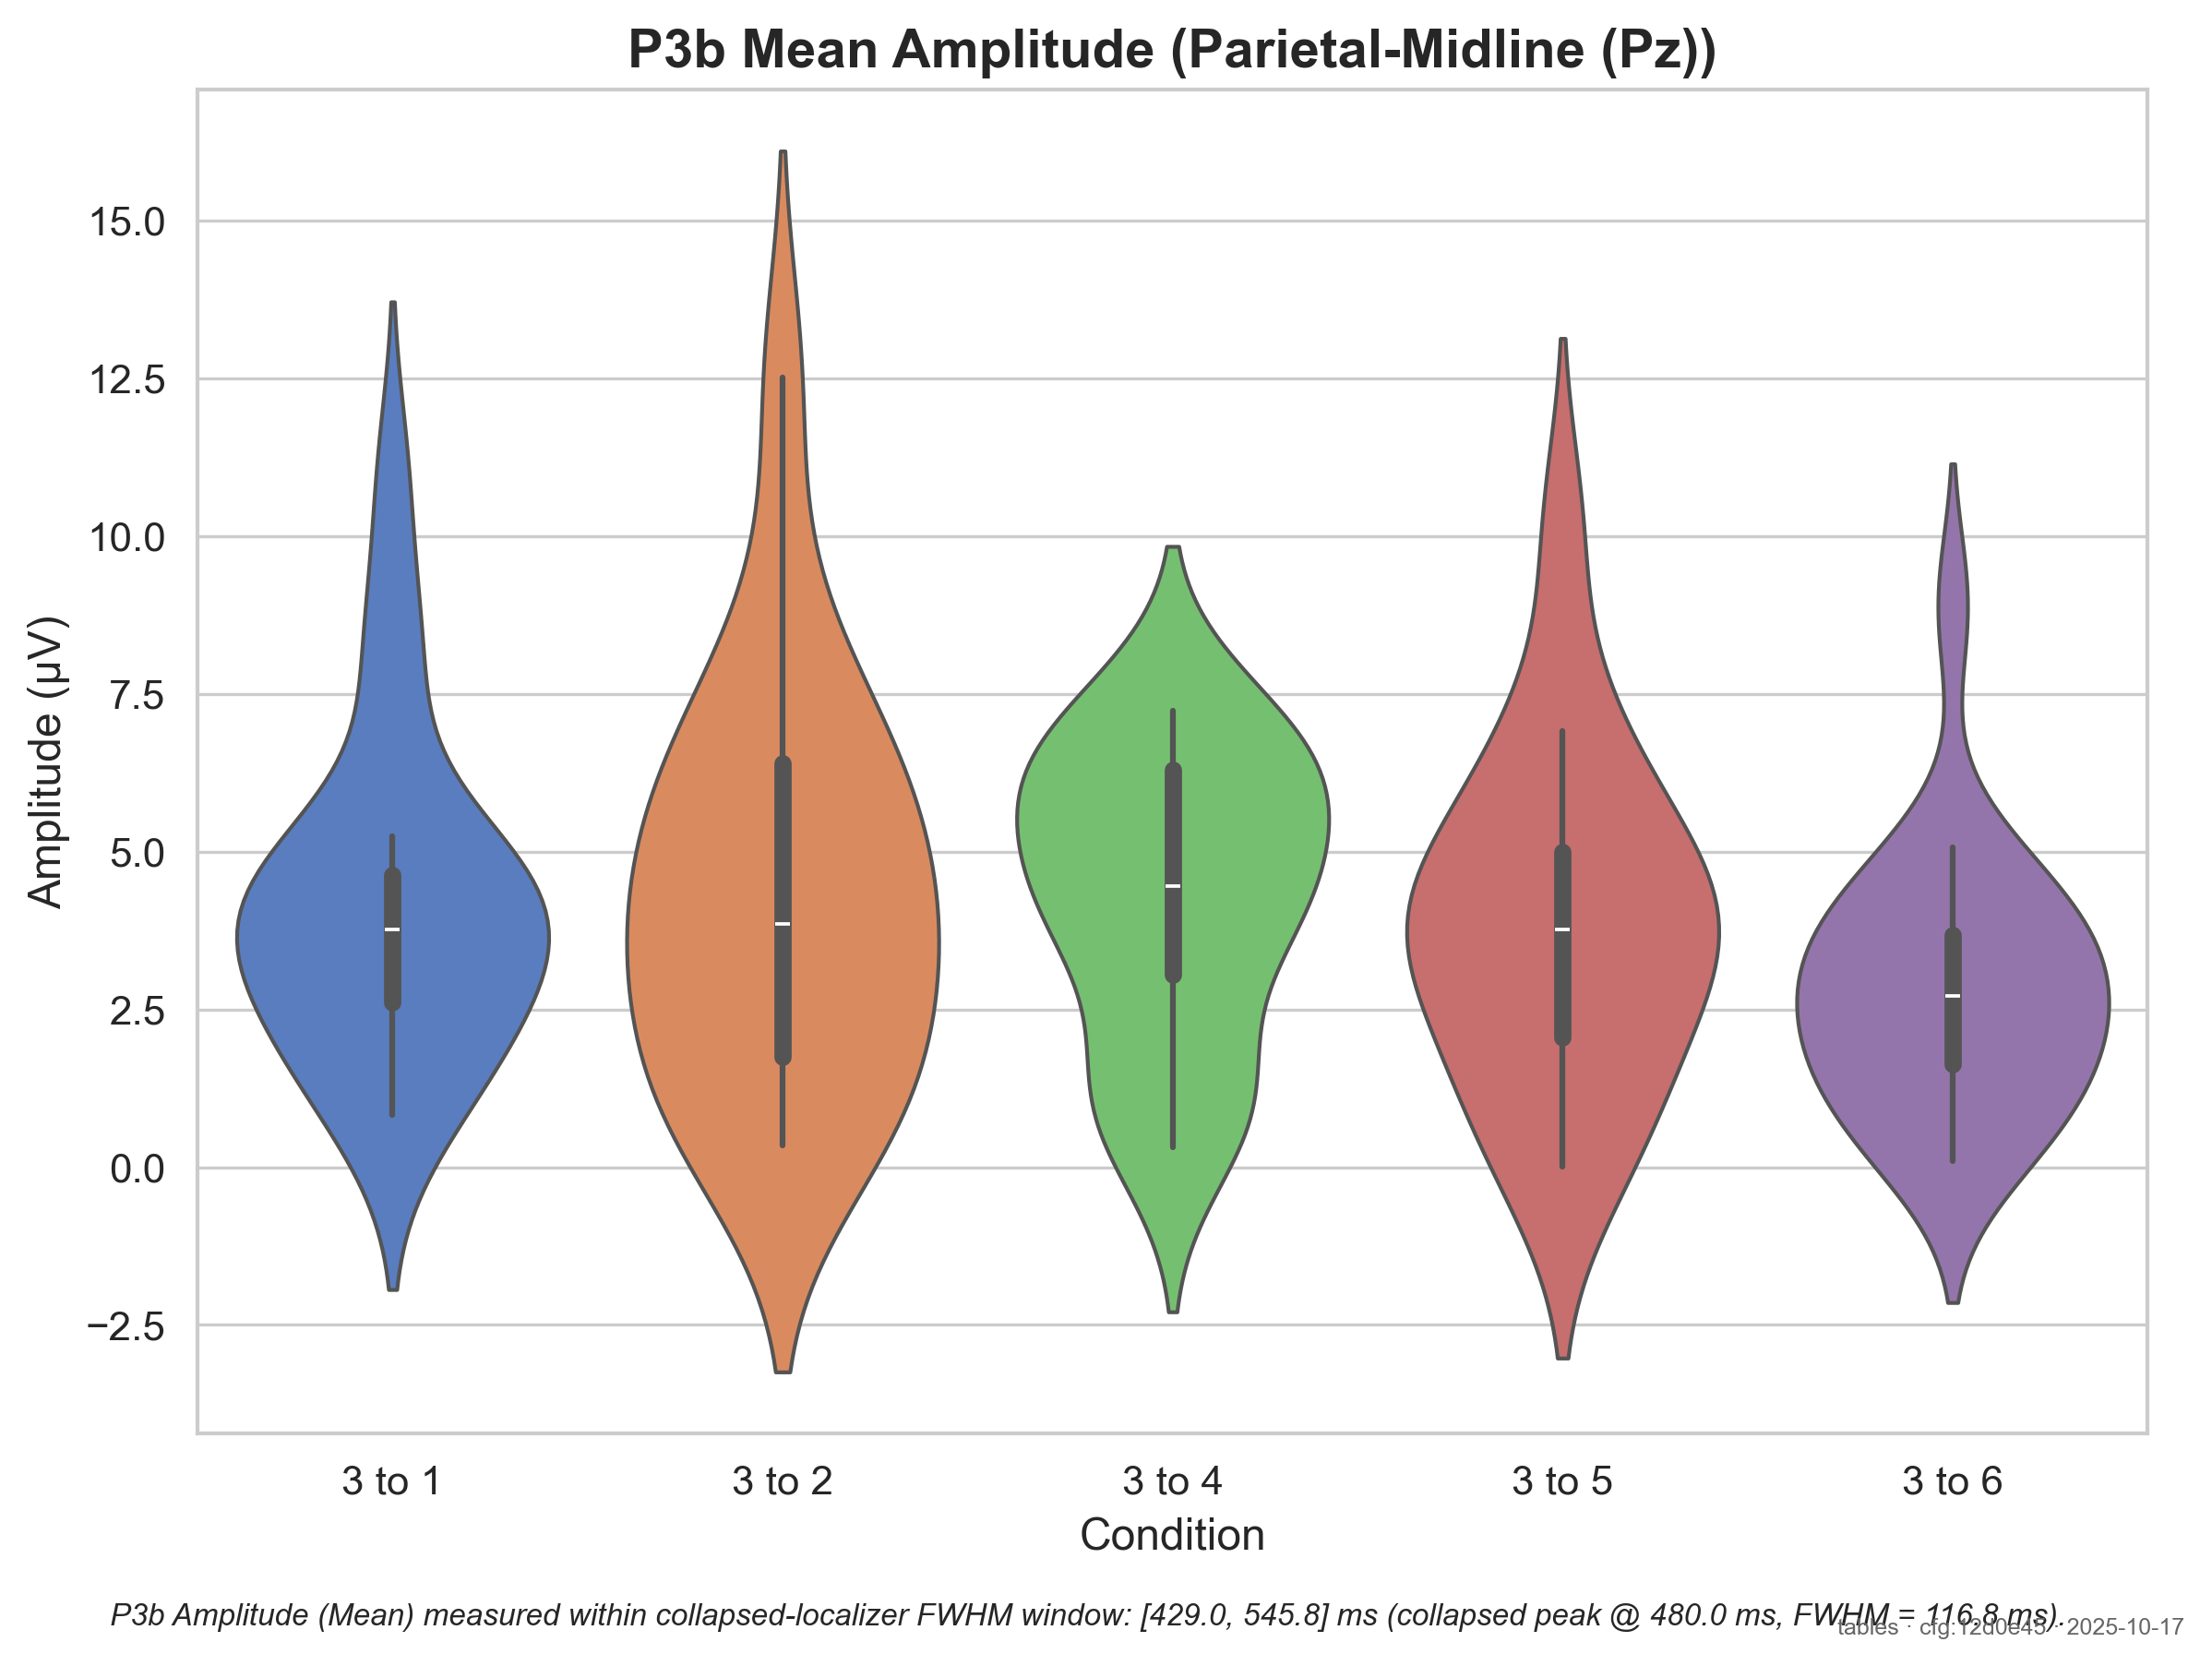 P3b Mean Amplitude (Parietal-Midline (Pz))
Amplitude (µV)
15.0
12.5
10.0
7.5
5.0
2.5
0.0
−2.5
3 to 1 3 to 2 3 to 4 3 to 5 3 to 6
Condition
P3b Amplitude (Mean) measured within collapsed-localizer FWHM window: [429.0, 545.8] ms (collapsed peak @ 480.0 ms, FWHM = 116.8 ms).
tables · cfg:12d0e45 · 2025-10-17